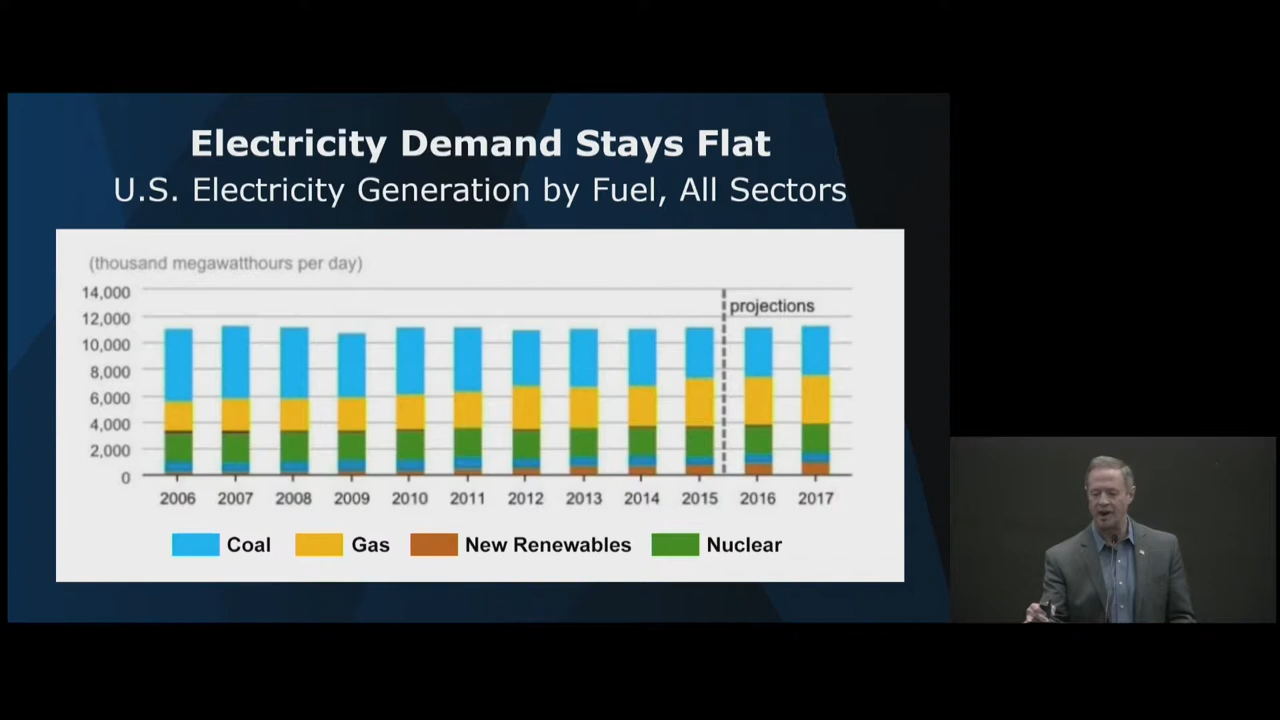 Electricity Demand Stays Flat
U.S. Electricity Generation by Fuel, All Sectors
(thousand megawatthours per day)
14,000
12,000
10,000
8,000
6,000
4,000
2,000
0
projections
2006 2007 2008 2009 2010 2011 2012 2013 2014 2015 2016 2017
Coal Gas New Renewables Nuclear